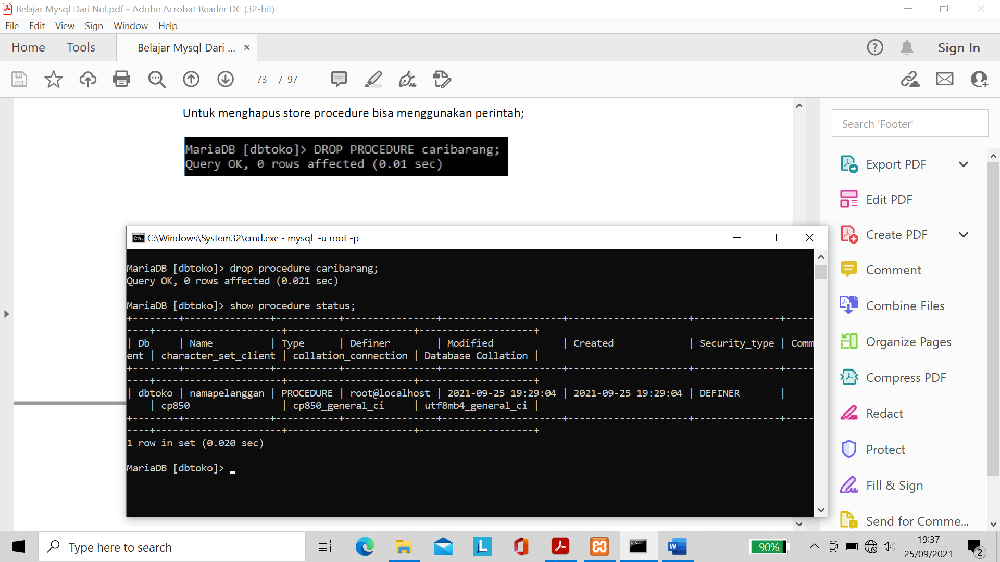 Belajar Mysql Dari Nol.pdf - Adobe Acrobat Reader DC (32-bit)
File Edit View Sign Window Help
Home Tools Belajar Mysql Dari ... × Sign In
73 / 97
Untuk menghapus store procedure bisa menggunakan perintah;
MariaDB [dbtoko]> DROP PROCEDURE caribarang;
Query OK, 0 rows affected (0.01 sec)
C:\Windows\System32\cmd.exe - mysql -u root -p
MariaDB [dbtoko]> drop procedure caribarang;
Query OK, 0 rows affected (0.021 sec)
MariaDB [dbtoko]> show procedure status;
+--------+---------------+-----------+----------------+---------------------+---------------------+---------------+-----
----+----------------------+----------------------+--------------------+
| Db     | Name          | Type      | Definer        | Modified            | Created             | Security_type | Comm
ent | character_set_client | collation_connection | Database Collation |
+--------+---------------+-----------+----------------+---------------------+---------------------+---------------+-----
----+----------------------+----------------------+--------------------+
| dbtoko | namapelanggan | PROCEDURE | root@localhost | 2021-09-25 19:29:04 | 2021-09-25 19:29:04 | DEFINER       |
    | cp850                | cp850_general_ci     | utf8mb4_general_ci |
+--------+---------------+-----------+----------------+---------------------+---------------------+---------------+-----
----+----------------------+----------------------+--------------------+
1 row in set (0.020 sec)
MariaDB [dbtoko]>
Search 'Footer'
Export PDF
Edit PDF
Create PDF
Comment
Combine Files
Organize Pages
Compress PDF
Redact
Protect
Fill & Sign
Send for Comme...
Type here to search
90%
19:37
25/09/2021
2